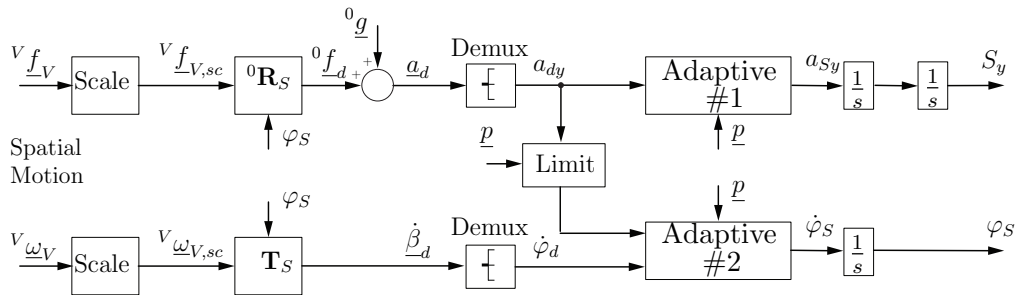 ⁰g
ⱽf_V
Scale
ⱽf_V,sc
⁰R_S
⁰f_d
+
+
a_d
Demux
a_dy
Adaptive
#1
a_Sy
1/s
1/s
S_y
φ_S
p
p
Spatial
Motion
Limit
φ_S
p
ⱽω_V
Scale
ⱽω_V,sc
T_S
β̇_d
Demux
φ̇_d
Adaptive
#2
φ̇_S
1/s
φ_S